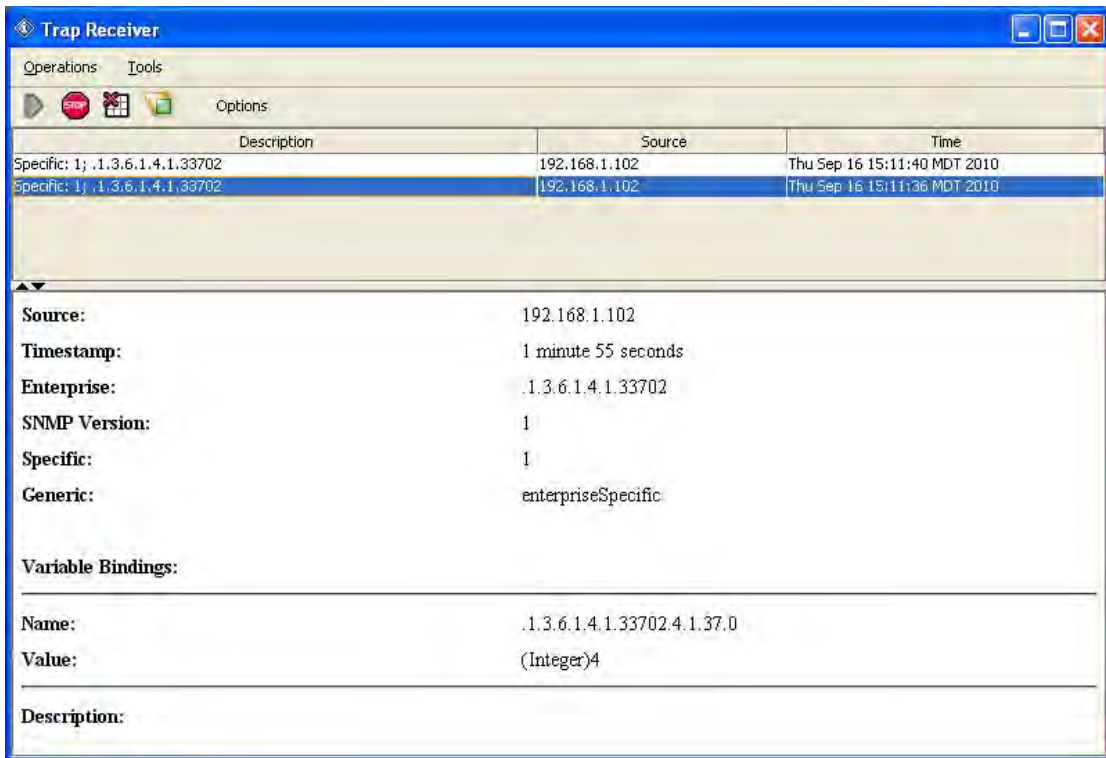 Trap Receiver
Operations Tools
STOP Options
Description Source Time
Specific: 1; .1.3.6.1.4.1.33702 192.168.1.102 Thu Sep 16 15:11:40 MDT 2010
Specific: 1; .1.3.6.1.4.1.33702 192.168.1.102 Thu Sep 16 15:11:36 MDT 2010
Source: 192.168.1.102
Timestamp: 1 minute 55 seconds
Enterprise: .1.3.6.1.4.1.33702
SNMP Version: 1
Specific: 1
Generic: enterpriseSpecific
Variable Bindings:
Name: .1.3.6.1.4.1.33702.4.1.37.0
Value: (Integer)4
Description: